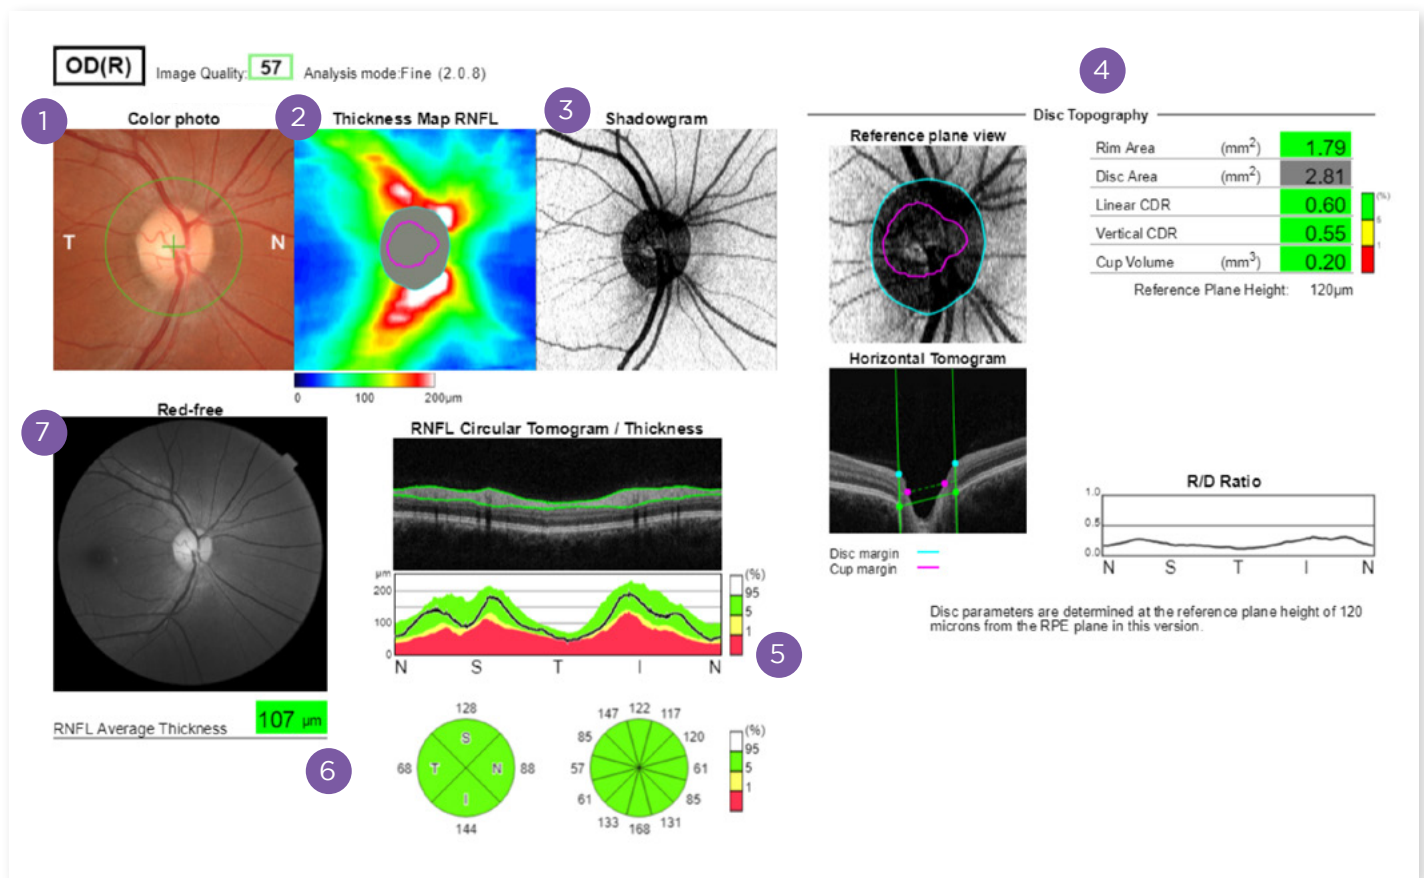 OD(R) Image Quality: 57 Analysis mode:Fine (2.0.8)
1
Color photo
T
N
2
Thickness Map RNFL
0 100 200µm
3
Shadowgram
4
Disc Topography
Reference plane view
Rim Area (mm²) 1.79
Disc Area (mm²) 2.81
Linear CDR 0.60
Vertical CDR 0.55
Cup Volume (mm³) 0.20
(%)
5
1
Reference Plane Height: 120µm
Horizontal Tomogram
Disc margin
Cup margin
R/D Ratio
1.0
0.5
0.0
N S T I N
Disc parameters are determined at the reference plane height of 120
microns from the RPE plane in this version.
7
Red-free
RNFL Average Thickness 107 µm
RNFL Circular Tomogram / Thickness
µm
200
100
0
N S T I N
(%)
95
5
1
5
6
128
S
68 T N 88
I
144
147 122 117
85 120
57 61
61 85
133 168 131
(%)
95
5
1